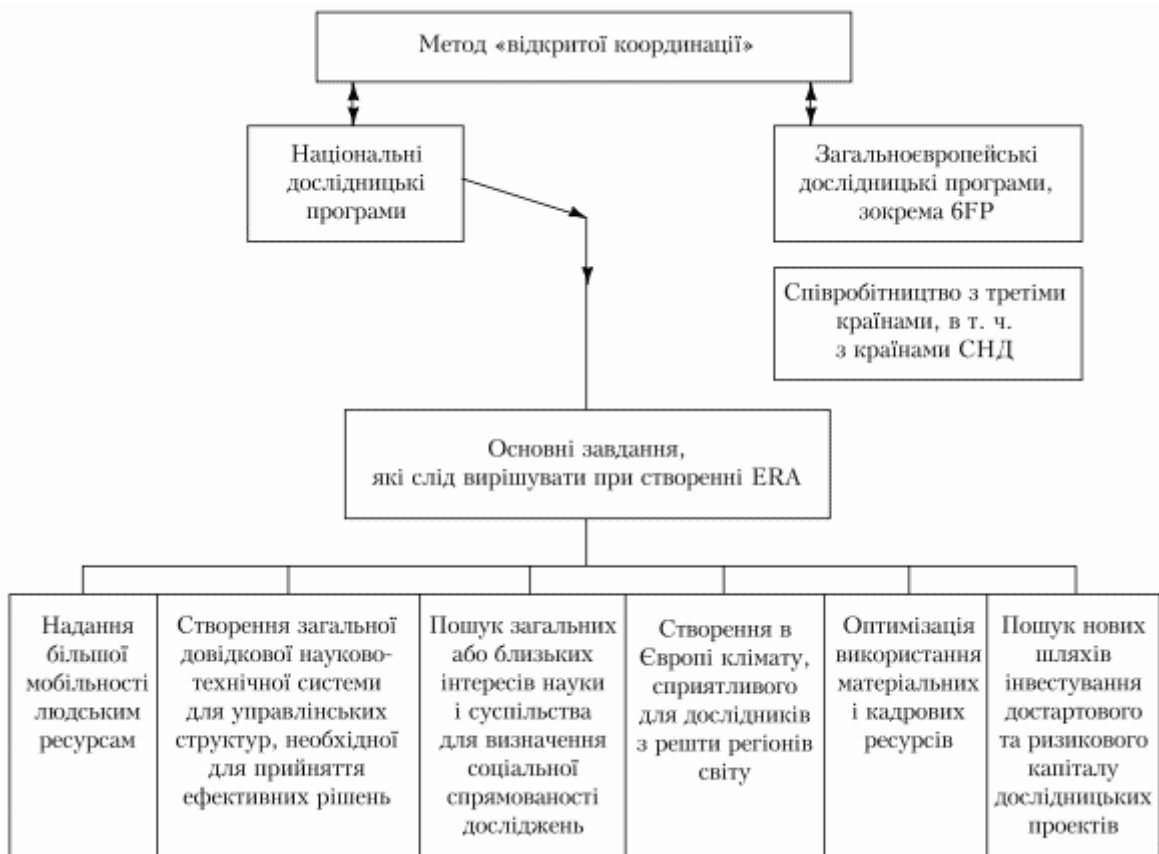 Метод «відкритої координації»
Національні
дослідницькі
програми
Загальноєвропейські
дослідницькі програми,
зокрема 6FP
Співробітництво з третіми
країнами, в т. ч.
з країнами СНД
Основні завдання,
які слід вирішувати при створенні ERA
Надання
більшої
мобільності
людським
ресурсам
Створення загальної
довідкової науково-
технічної системи
для управлінських
структур, необхідної
для прийняття
ефективних рішень
Пошук загальних
або близьких
інтересів науки
і суспільства
для визначення
соціальної
спрямованості
досліджень
Створення в
Європі клімату,
сприятливого
для дослідників
з решти регіонів
світу
Оптимізація
використання
матеріальних
і кадрових
ресурсів
Пошук нових
шляхів
інвестування
достартового
та ризикового
капіталу
дослідницьких
проектів